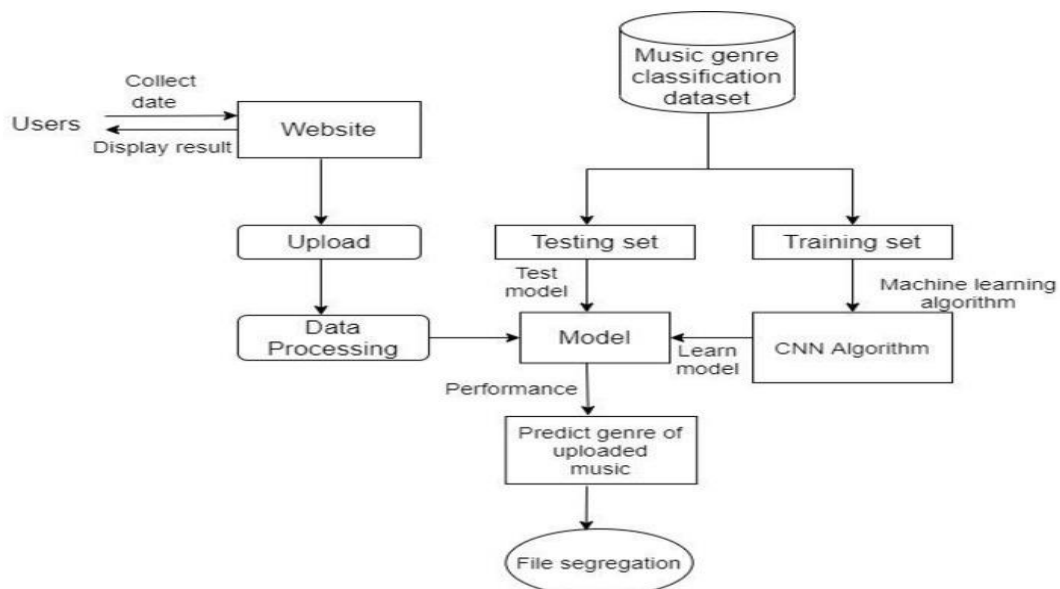 Music genre
classification
dataset
Collect
date
Users
Website
Display result
Upload
Testing set
Training set
Test
model
Machine learning
algorithm
Data
Processing
Model
Learn
model
CNN Algorithm
Performance
Predict genre of
uploaded
music
File segregation